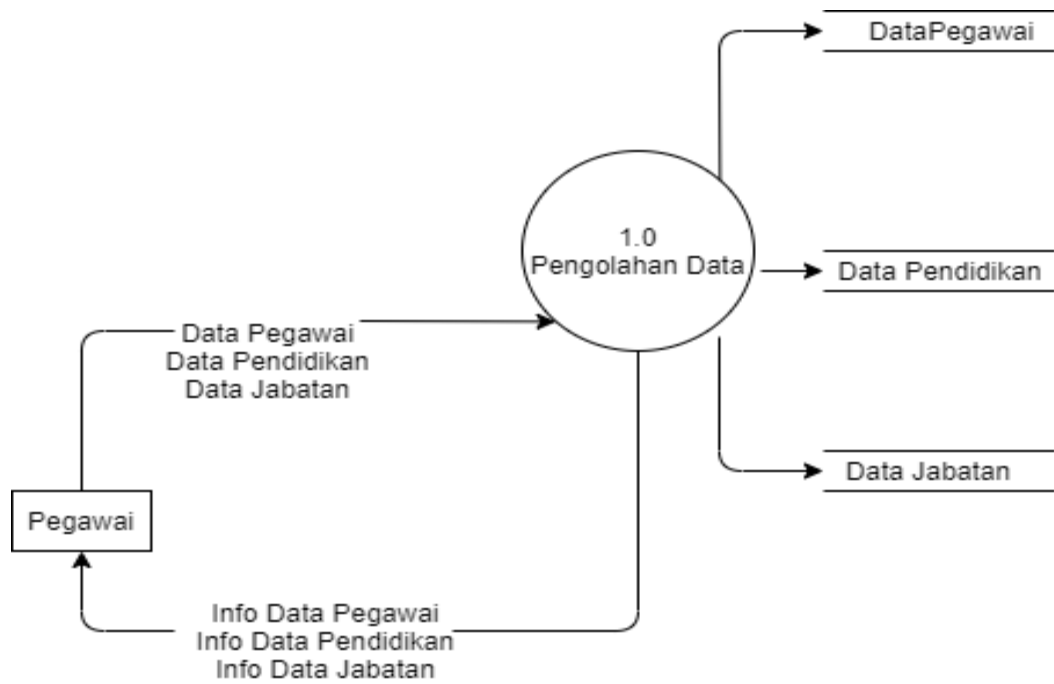 DataPegawai
1.0
Pengolahan Data
Data Pendidikan
Data Pegawai
Data Pendidikan
Data Jabatan
Data Jabatan
Pegawai
Info Data Pegawai
Info Data Pendidikan
Info Data Jabatan